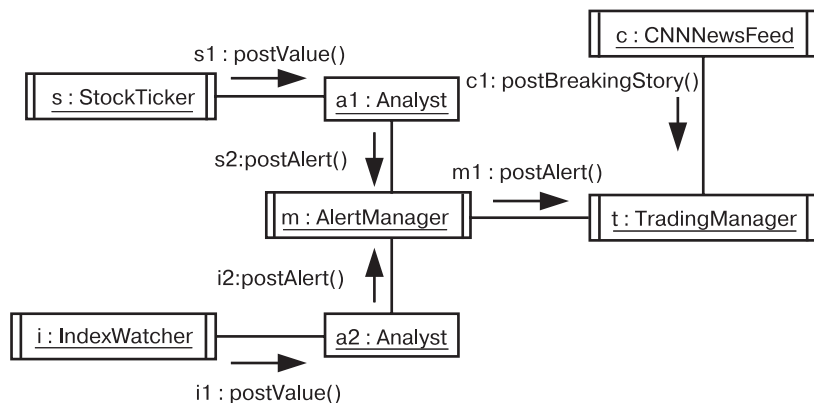 c : CNNNewsFeed
s1 : postValue()
s : StockTicker
a1 : Analyst
c1: postBreakingStory()
s2:postAlert()
m1 : postAlert()
m : AlertManager
t : TradingManager
i2:postAlert()
i : IndexWatcher
a2 : Analyst
i1 : postValue()